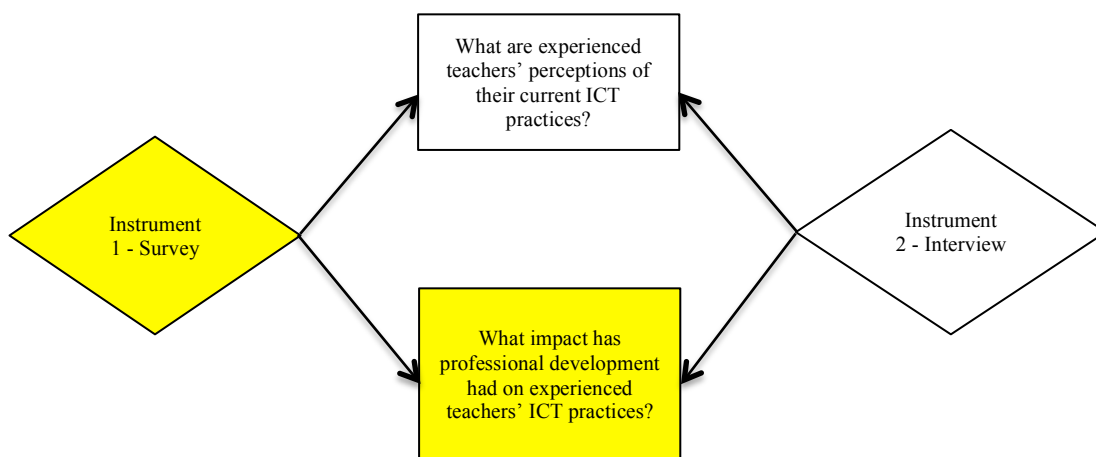 What are experienced
teachers’ perceptions of
their current ICT
practices?
Instrument
1 - Survey
Instrument
2 - Interview
What impact has
professional development
had on experienced
teachers’ ICT practices?